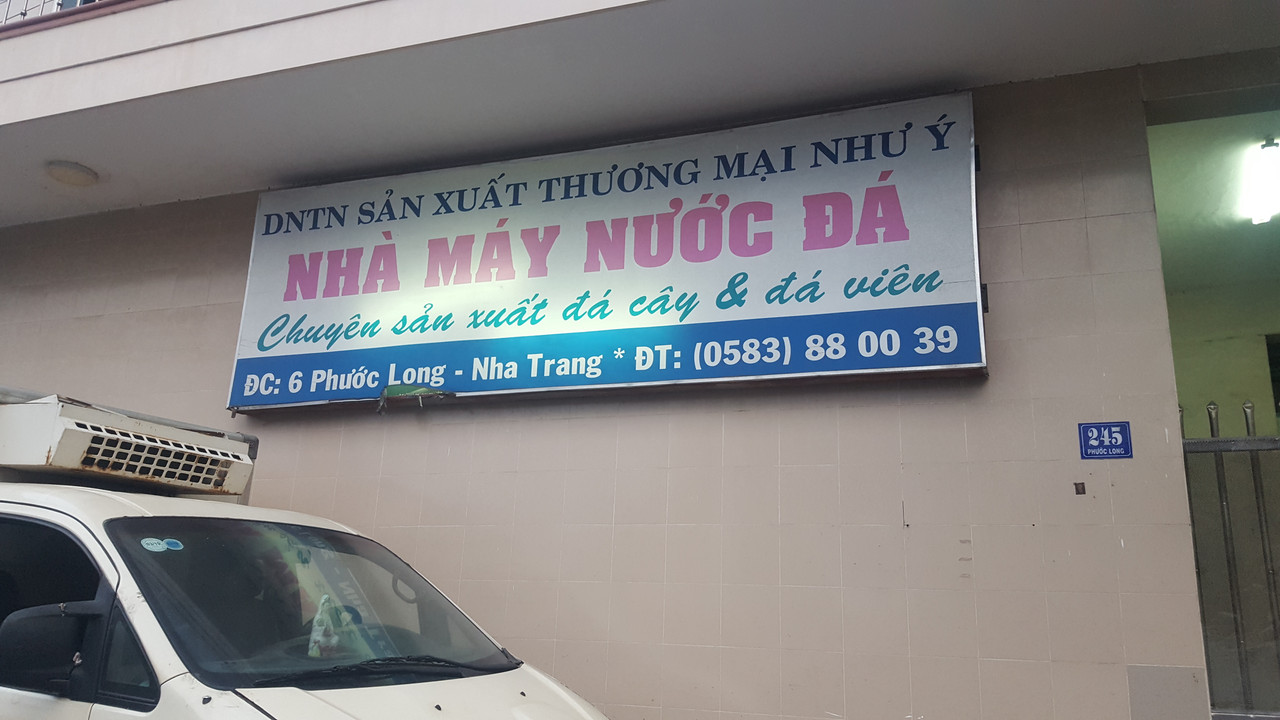 DNTN SẢN XUẤT THƯƠNG MẠI NHƯ Ý
NHÀ MÁY NƯỚC ĐÁ
Chuyên sản xuất đá cây & đá viên
ĐC: 6 Phước Long - Nha Trang * ĐT: (0583) 88 00 39
245
PHƯỚC LONG